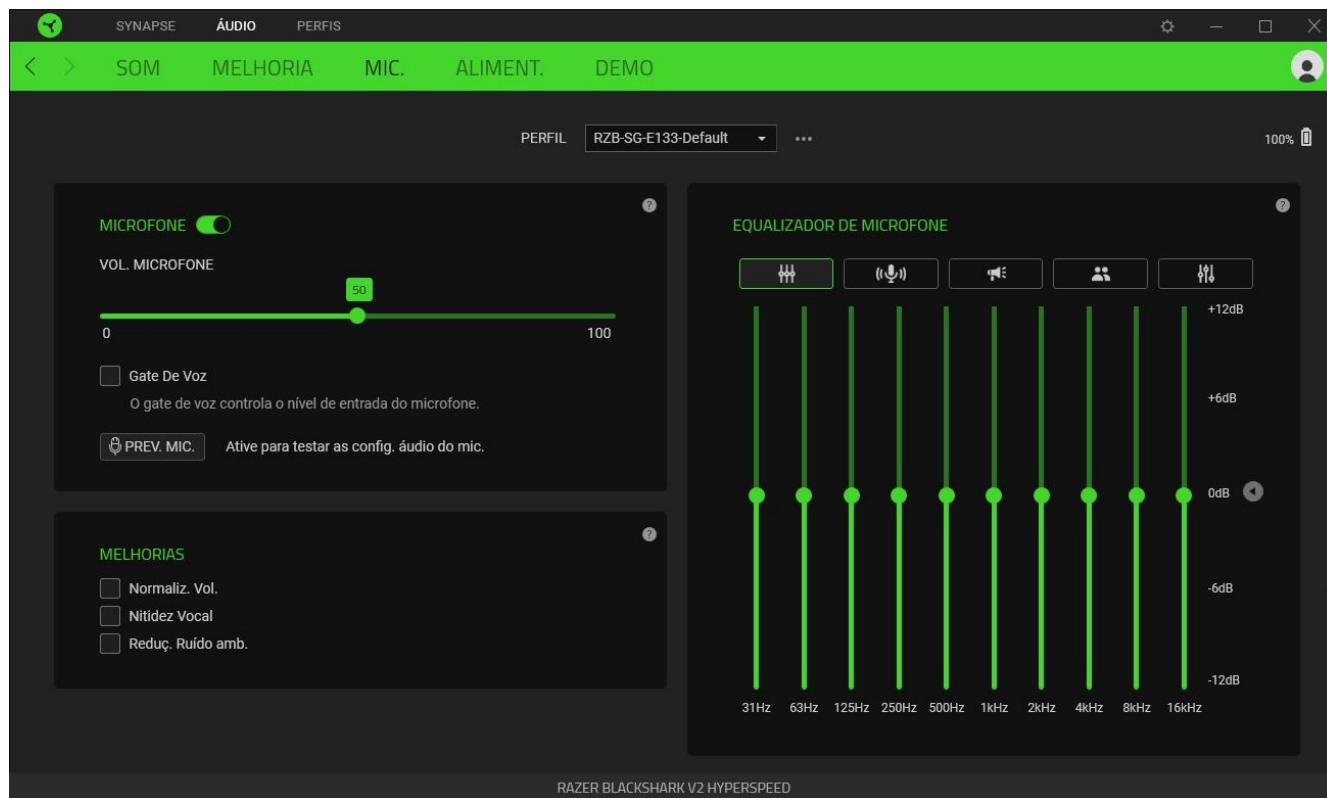 SYNAPSE ÁUDIO PERFIS
SOM MELHORIA MIC. ALIMENT. DEMO
PERFIL RZB-SG-E133-Default 100%
MICROFONE
VOL. MICROFONE
50
0 100
Gate De Voz
O gate de voz controla o nível de entrada do microfone.
PREV. MIC. Ative para testar as config. áudio do mic.
MELHORIAS
Normaliz. Vol.
Nitidez Vocal
Reduç. Ruído amb.
EQUALIZADOR DE MICROFONE
+12dB
+6dB
0dB
-6dB
-12dB
31Hz 63Hz 125Hz 250Hz 500Hz 1kHz 2kHz 4kHz 8kHz 16kHz
RAZER BLACKSHARK V2 HYPERSPEED